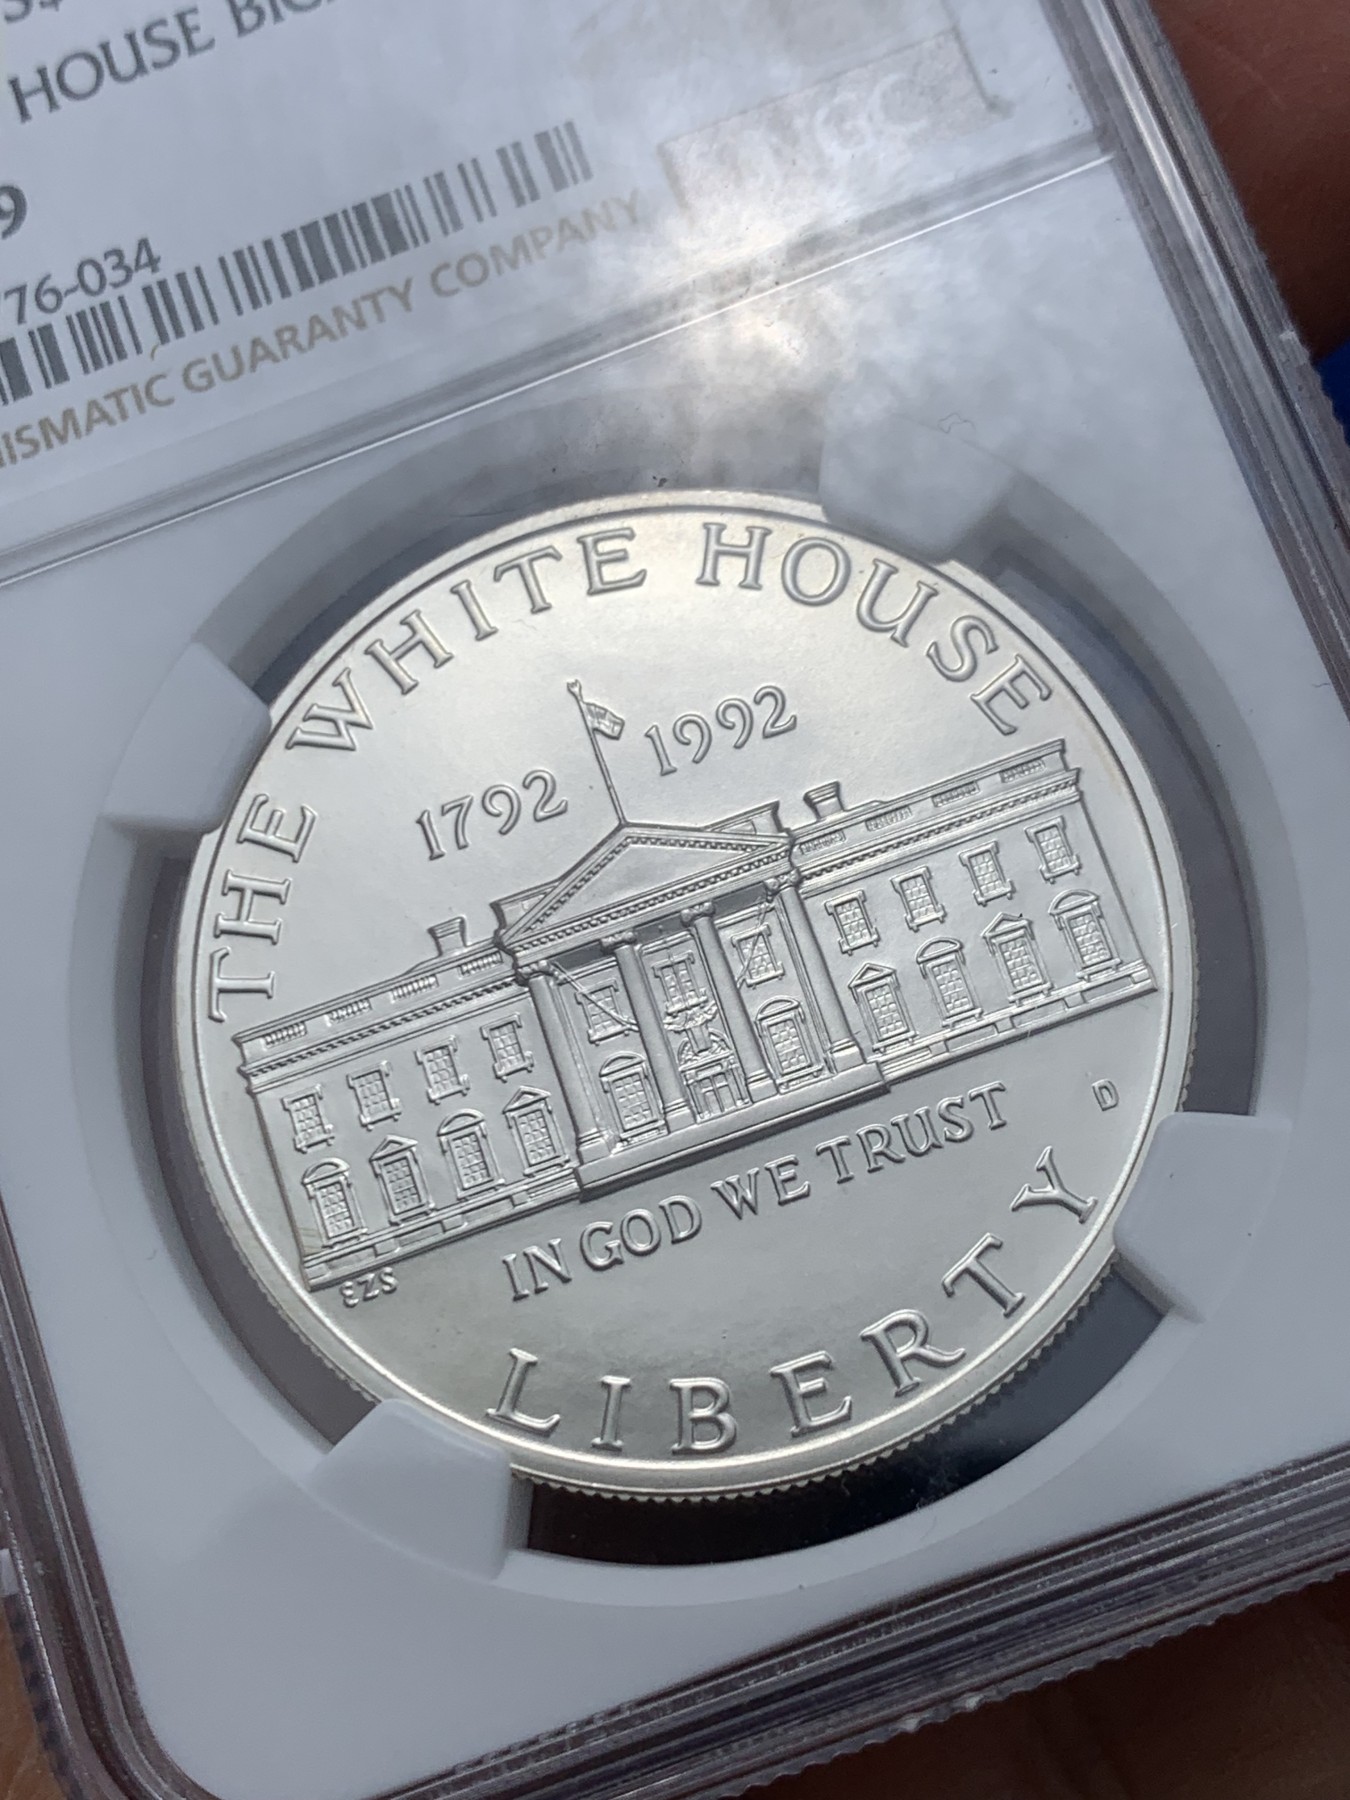 S$
HOUSE BIC
9
76-034
NGC
NUMISMATIC GUARANTY COMPANY
THE WHITE HOUSE
1792 1992
D
IN GOD WE TRUST
EZS
LIBERTY